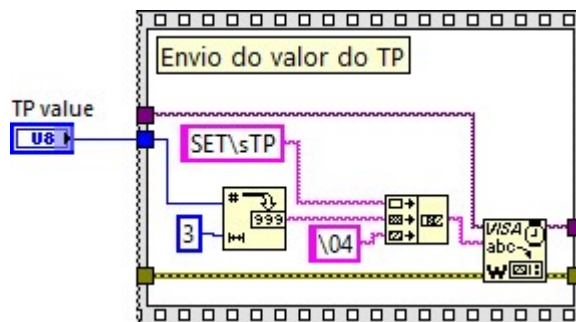 Envio do valor do TP
TP value
U8
SET\sTP
#
999
3
\04
VISA
abc
W